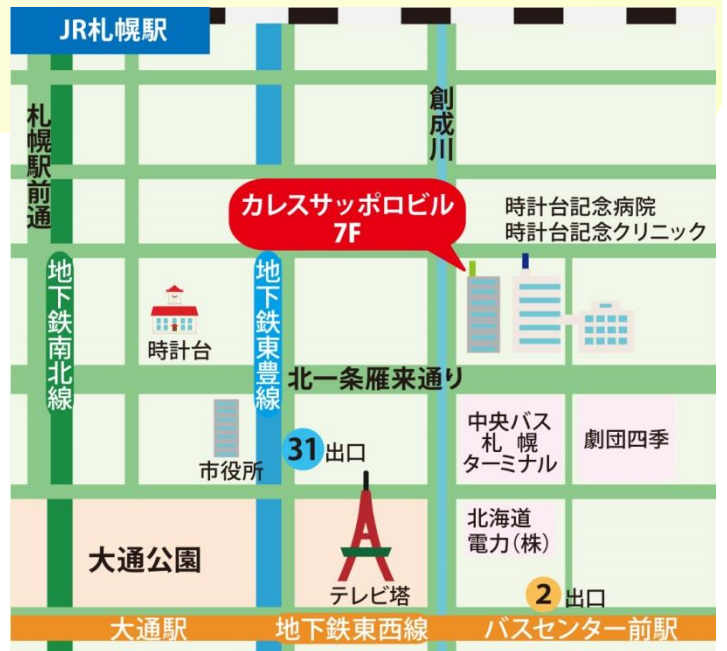 JR札幌駅
札幌駅前通
創成川
カレスサッポロビル
7F
時計台記念病院
時計台記念クリニック
地下鉄南北線
地下鉄東豊線
時計台
北一条雁来通り
市役所
31出口
中央バス
札幌
ターミナル
劇団四季
北海道
電力(株)
大通公園
テレビ塔
2出口
大通駅
地下鉄東西線
バスセンター前駅